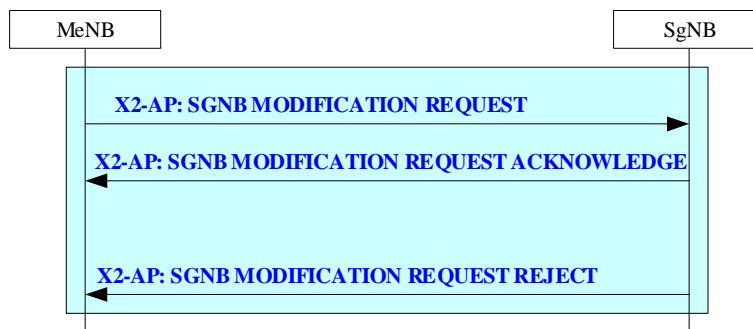 MeNB
SgNB
X2-AP: SGNB MODIFICATION REQUEST
X2-AP: SGNB MODIFICATION REQUEST ACKNOWLEDGE
X2-AP: SGNB MODIFICATION REQUEST REJECT